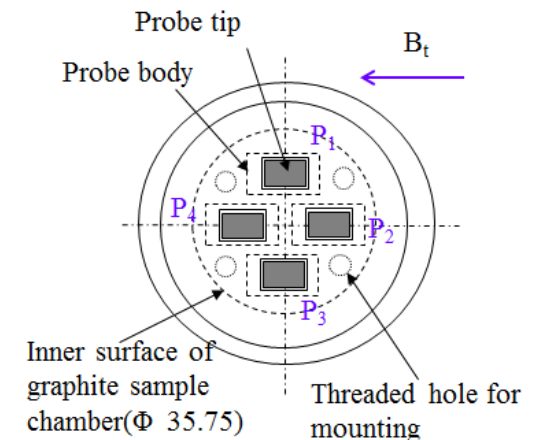 Probe tip
Bt
Probe body
P1
P4
P2
P3
Inner surface of
graphite sample
chamber(Φ 35.75)
Threaded hole for
mounting